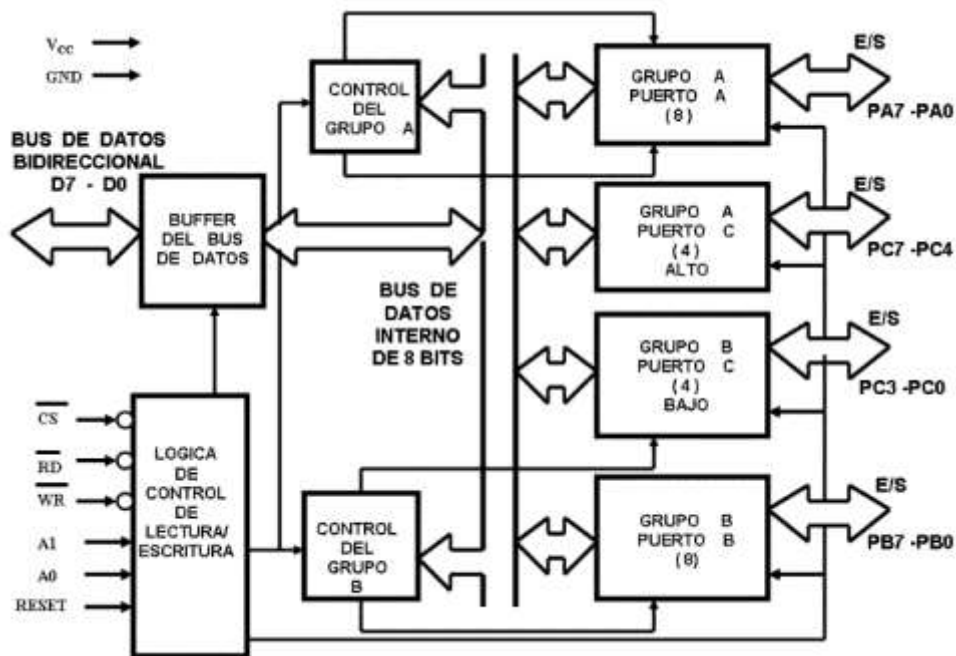 Vcc
GND
BUS DE DATOS
BIDIRECCIONAL
D7 - D0
BUFFER
DEL BUS
DE DATOS
CONTROL
DEL
GRUPO A
GRUPO A
PUERTO A
(8)
E/S
PA7 -PA0
GRUPO A
PUERTO C
(4)
ALTO
E/S
PC7 -PC4
BUS DE
DATOS
INTERNO
DE 8 BITS
GRUPO B
PUERTO C
(4)
BAJO
E/S
PC3 -PC0
CS
RD
WR
A1
A0
RESET
LOGICA
DE
CONTROL
DE
LECTURA/
ESCRITURA
CONTROL
DEL
GRUPO
B
GRUPO B
PUERTO B
(8)
E/S
PB7 -PB0